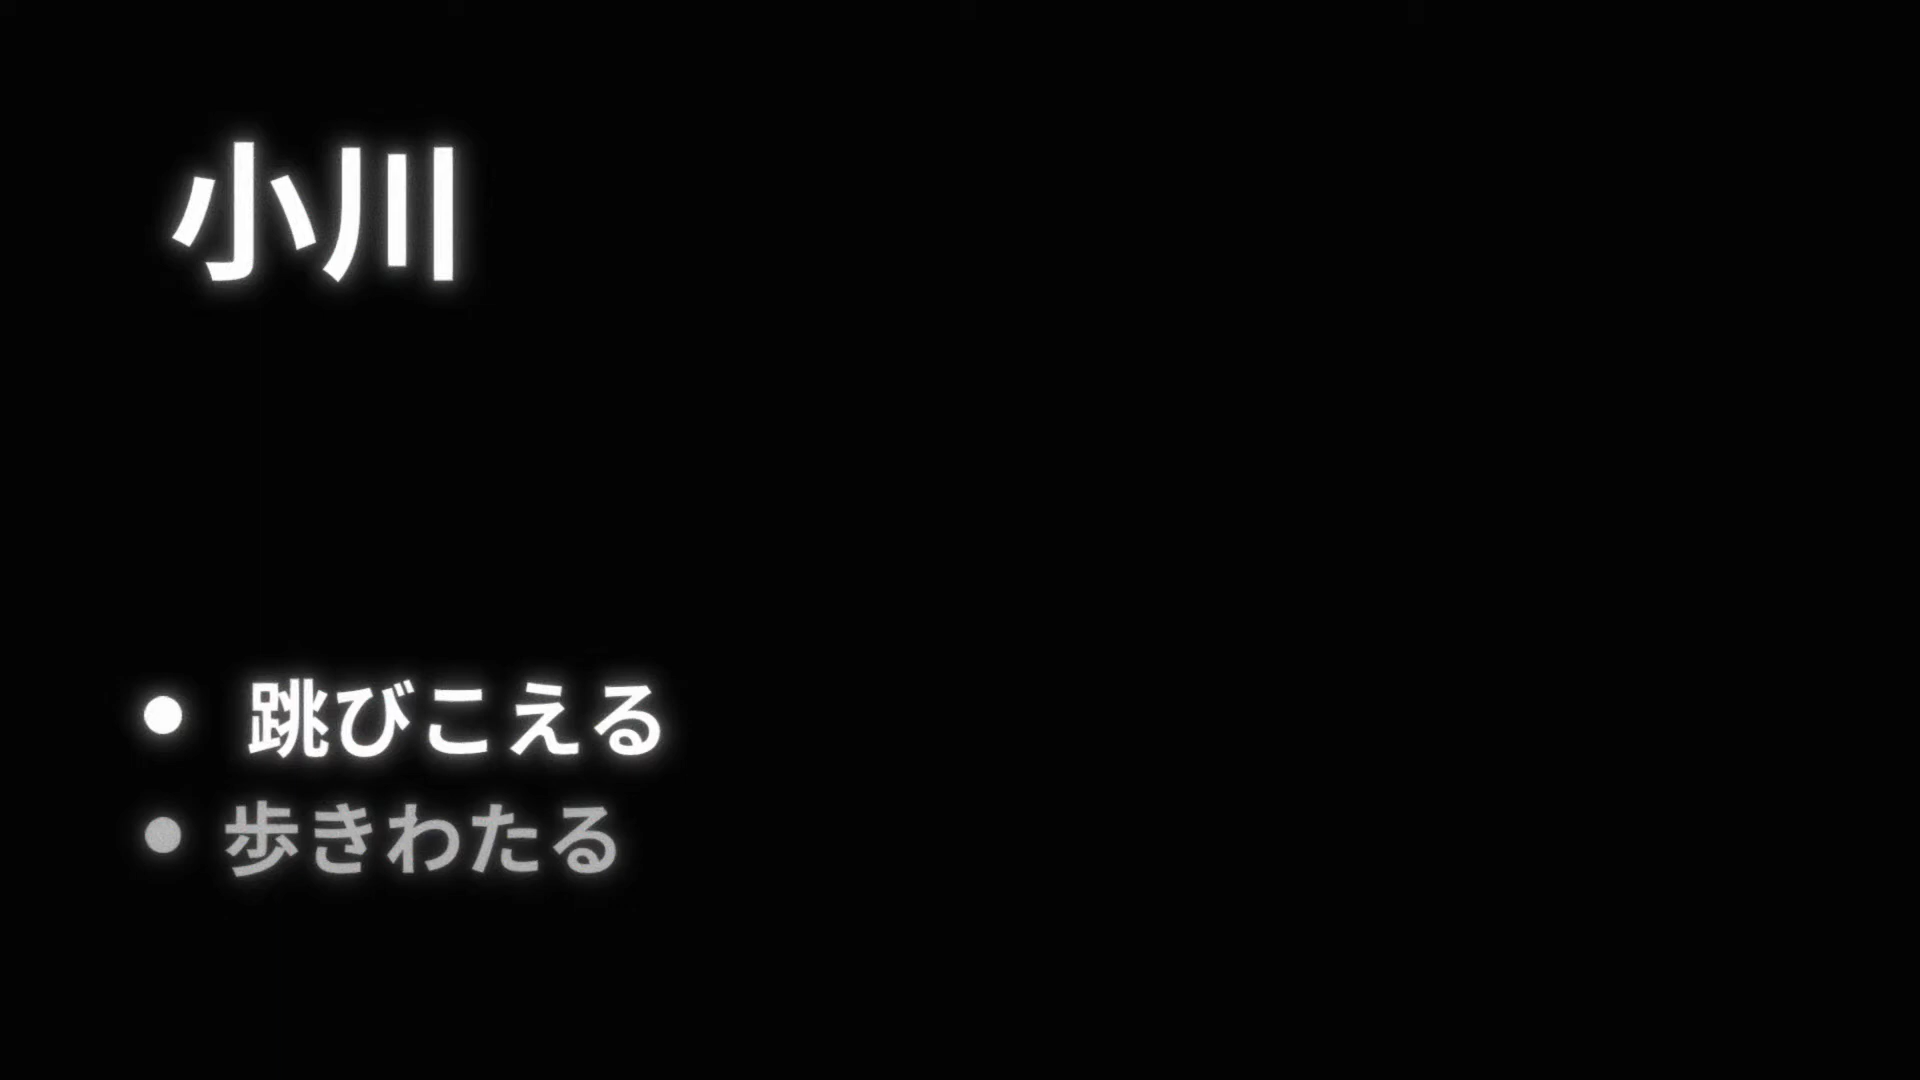 小川
● 跳びこえる
● 歩きわたる